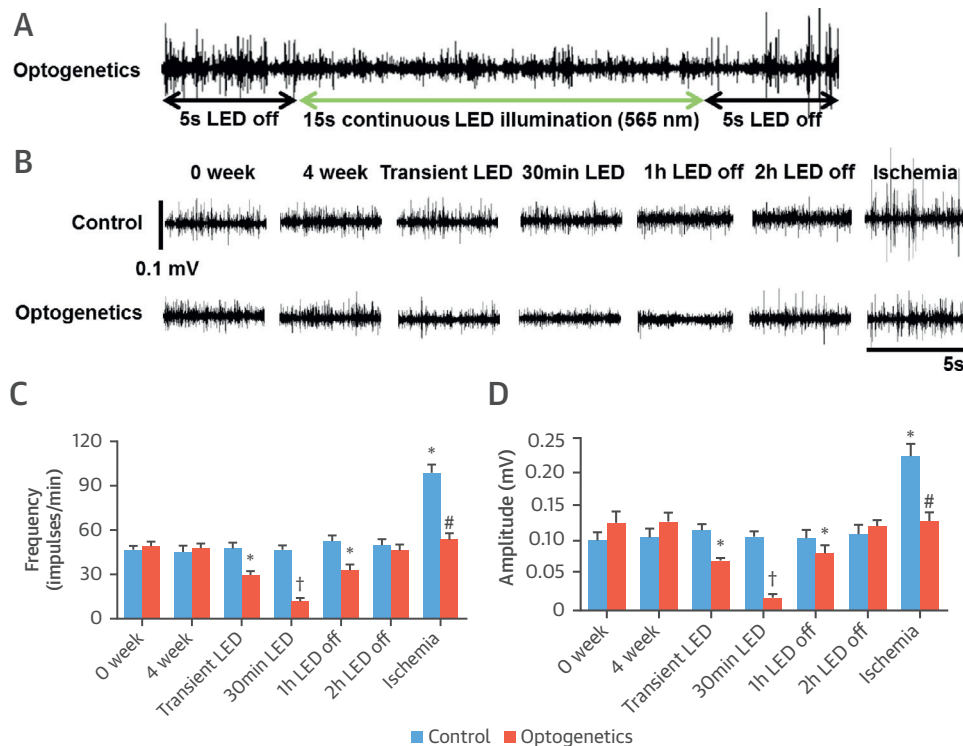 A
Optogenetics
5s LED off 15s continuous LED illumination (565 nm) 5s LED off
B
0 week 4 week Transient LED 30min LED 1h LED off 2h LED off Ischemia
Control
0.1 mV
Optogenetics
5s
C
Frequency
(impulses/min)
120
90
60
30
0
* † * * #
0 week 4 week Transient LED 30min LED 1h LED off 2h LED off Ischemia
D
Amplitude (mV)
0.25
0.20
0.15
0.10
0.05
0
* † * * #
0 week 4 week Transient LED 30min LED 1h LED off 2h LED off Ischemia
Control Optogenetics